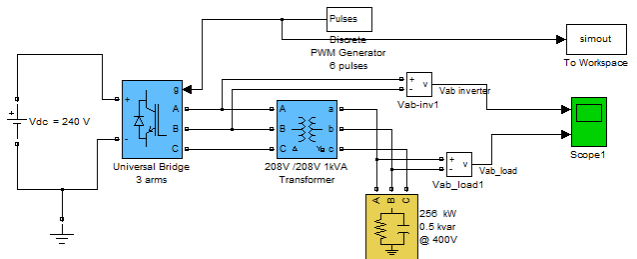 Pulses
Discrete
PWM Generator
6 pulses
simout
To Workspace
g
+
A
B
-
C
Universal Bridge
3 arms
+
Vdc = 240 V
A
B
C
a
b
c
Δ
Yg
208V /208V 1kVA
Transformer
+
-
v
Vab inverter
Vab-inv1
Scope1
+
-
v
Vab_load
Vab_load1
A
B
C
256 kW
0.5 kvar
@ 400V